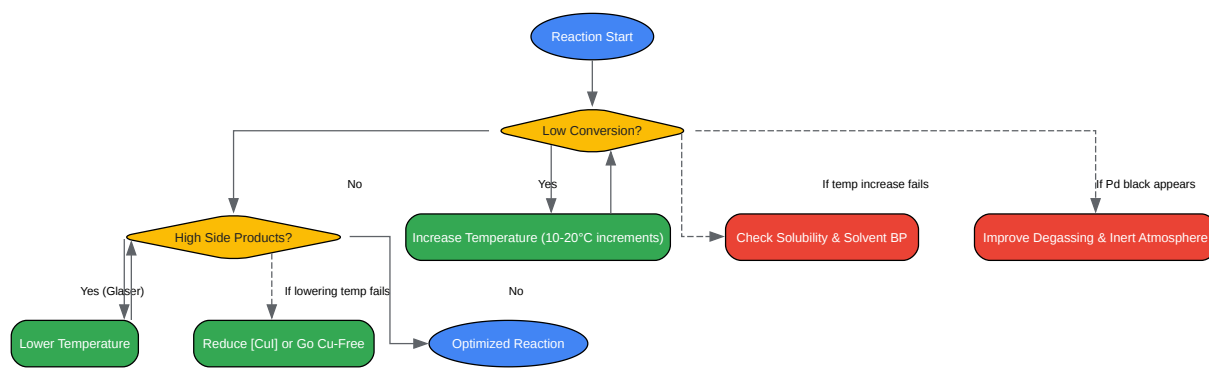 Reaction Start
Low Conversion?
No
Yes
If temp increase fails
If Pd black appears
High Side Products?
Increase Temperature (10-20°C increments)
Check Solubility & Solvent BP
Improve Degassing & Inert Atmosphere
Yes (Glaser)
If lowering temp fails
No
Lower Temperature
Reduce [CuI] or Go Cu-Free
Optimized Reaction